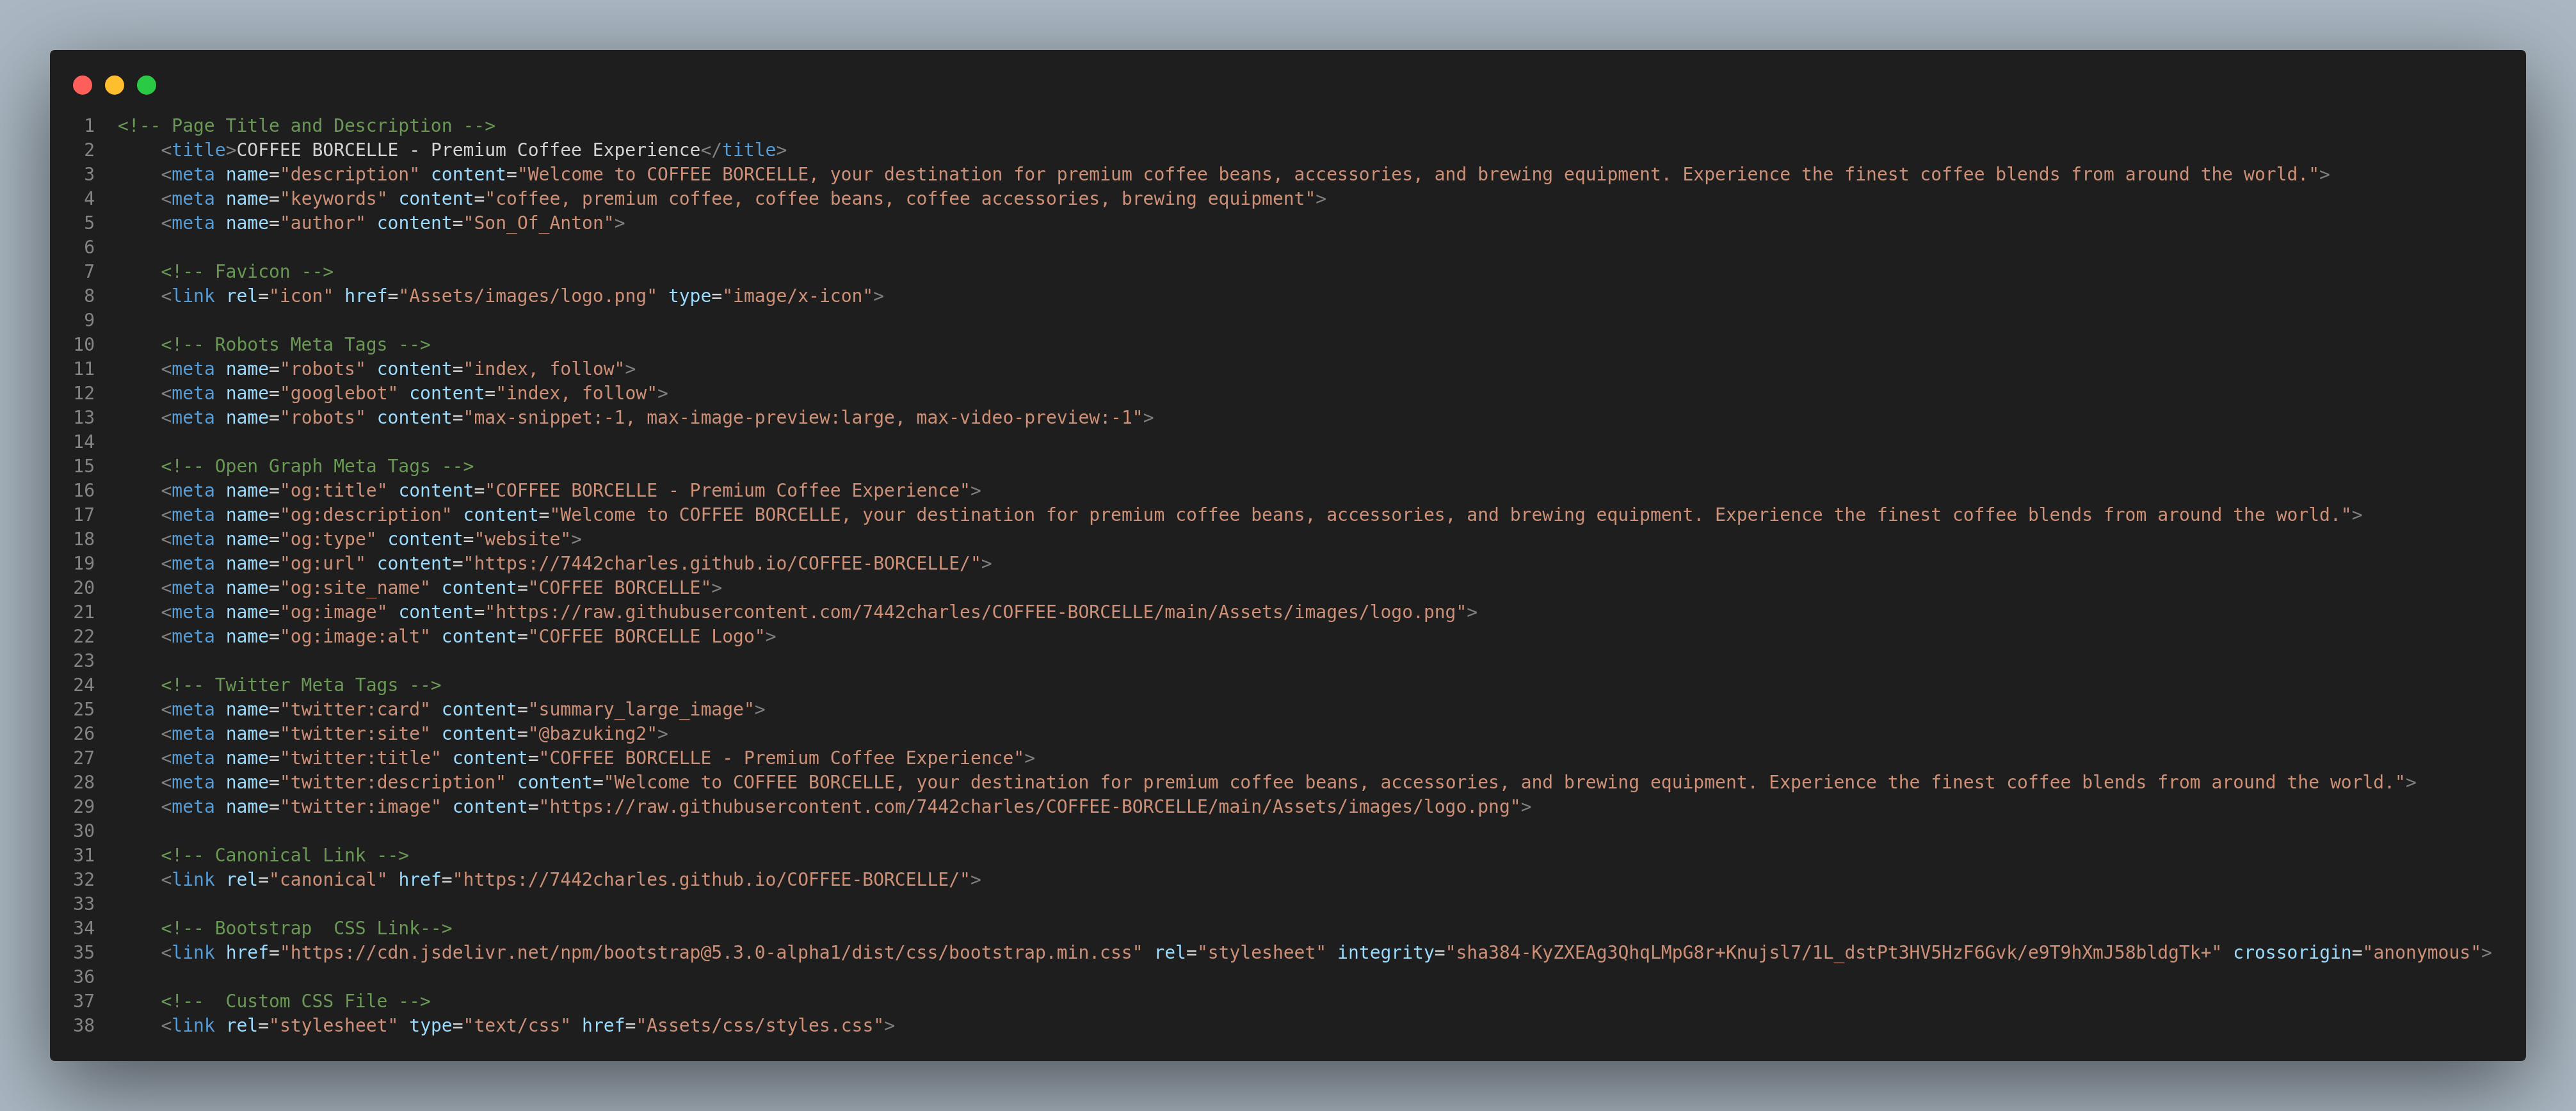 1 <!-- Page Title and Description -->
2 <title>COFFEE BORCELLE - Premium Coffee Experience</title>
3 <meta name="description" content="Welcome to COFFEE BORCELLE, your destination for premium coffee beans, accessories, and brewing equipment. Experience the finest coffee blends from around the world.">
4 <meta name="keywords" content="coffee, premium coffee, coffee beans, coffee accessories, brewing equipment">
5 <meta name="author" content="Son_Of_Anton">
6
7 <!-- Favicon -->
8 <link rel="icon" href="Assets/images/logo.png" type="image/x-icon">
9
10 <!-- Robots Meta Tags -->
11 <meta name="robots" content="index, follow">
12 <meta name="googlebot" content="index, follow">
13 <meta name="robots" content="max-snippet:-1, max-image-preview:large, max-video-preview:-1">
14
15 <!-- Open Graph Meta Tags -->
16 <meta name="og:title" content="COFFEE BORCELLE - Premium Coffee Experience">
17 <meta name="og:description" content="Welcome to COFFEE BORCELLE, your destination for premium coffee beans, accessories, and brewing equipment. Experience the finest coffee blends from around the world.">
18 <meta name="og:type" content="website">
19 <meta name="og:url" content="https://7442charles.github.io/COFFEE-BORCELLE/">
20 <meta name="og:site_name" content="COFFEE BORCELLE">
21 <meta name="og:image" content="https://raw.githubusercontent.com/7442charles/COFFEE-BORCELLE/main/Assets/images/logo.png">
22 <meta name="og:image:alt" content="COFFEE BORCELLE Logo">
23
24 <!-- Twitter Meta Tags -->
25 <meta name="twitter:card" content="summary_large_image">
26 <meta name="twitter:site" content="@bazuking2">
27 <meta name="twitter:title" content="COFFEE BORCELLE - Premium Coffee Experience">
28 <meta name="twitter:description" content="Welcome to COFFEE BORCELLE, your destination for premium coffee beans, accessories, and brewing equipment. Experience the finest coffee blends from around the world.">
29 <meta name="twitter:image" content="https://raw.githubusercontent.com/7442charles/COFFEE-BORCELLE/main/Assets/images/logo.png">
30
31 <!-- Canonical Link -->
32 <link rel="canonical" href="https://7442charles.github.io/COFFEE-BORCELLE/">
33
34 <!-- Bootstrap  CSS Link-->
35 <link href="https://cdn.jsdelivr.net/npm/bootstrap@5.3.0-alpha1/dist/css/bootstrap.min.css" rel="stylesheet" integrity="sha384-KyZXEAg3QhqLMpG8r+Knujsl7/1L_dstPt3HV5HzF6Gvk/e9T9hXmJ58bldgTk+" crossorigin="anonymous">
36
37 <!--  Custom CSS File -->
38 <link rel="stylesheet" type="text/css" href="Assets/css/styles.css">